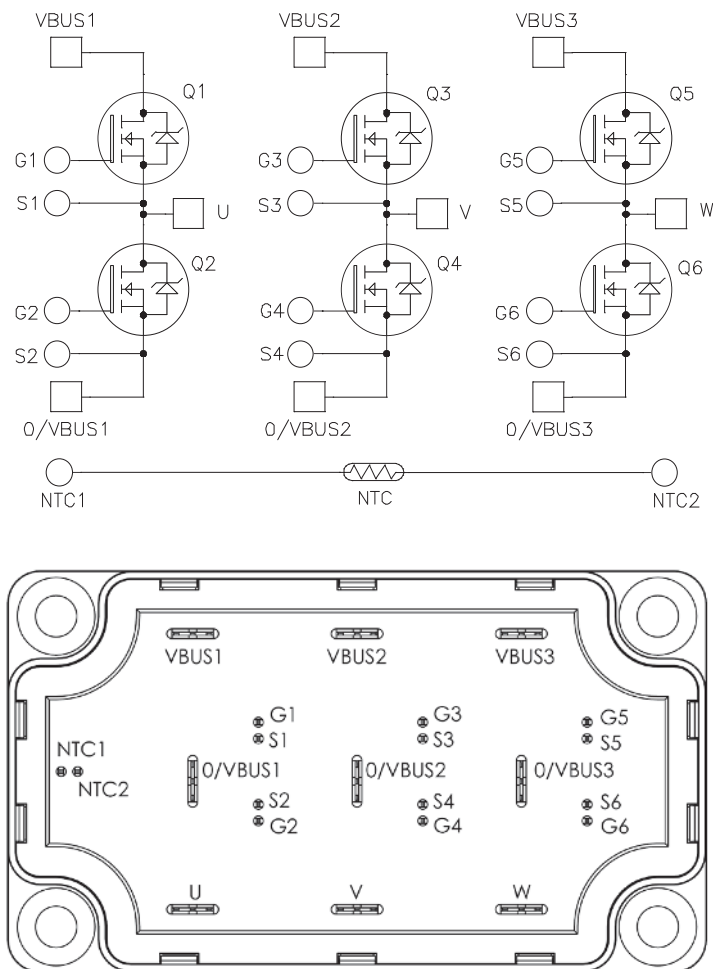 VBUS1 VBUS2 VBUS3
Q1 Q3 Q5
G1 G3 G5
S1 U S3 V S5 W
Q2 Q4 Q6
G2 G4 G6
S2 S4 S6
0/VBUS1 0/VBUS2 0/VBUS3
NTC1 NTC NTC2
VBUS1 VBUS2 VBUS3
G1 G3 G5
S1 S3 S5
NTC1
0/VBUS1 0/VBUS2 0/VBUS3
NTC2
S2 S4 S6
G2 G4 G6
U V W